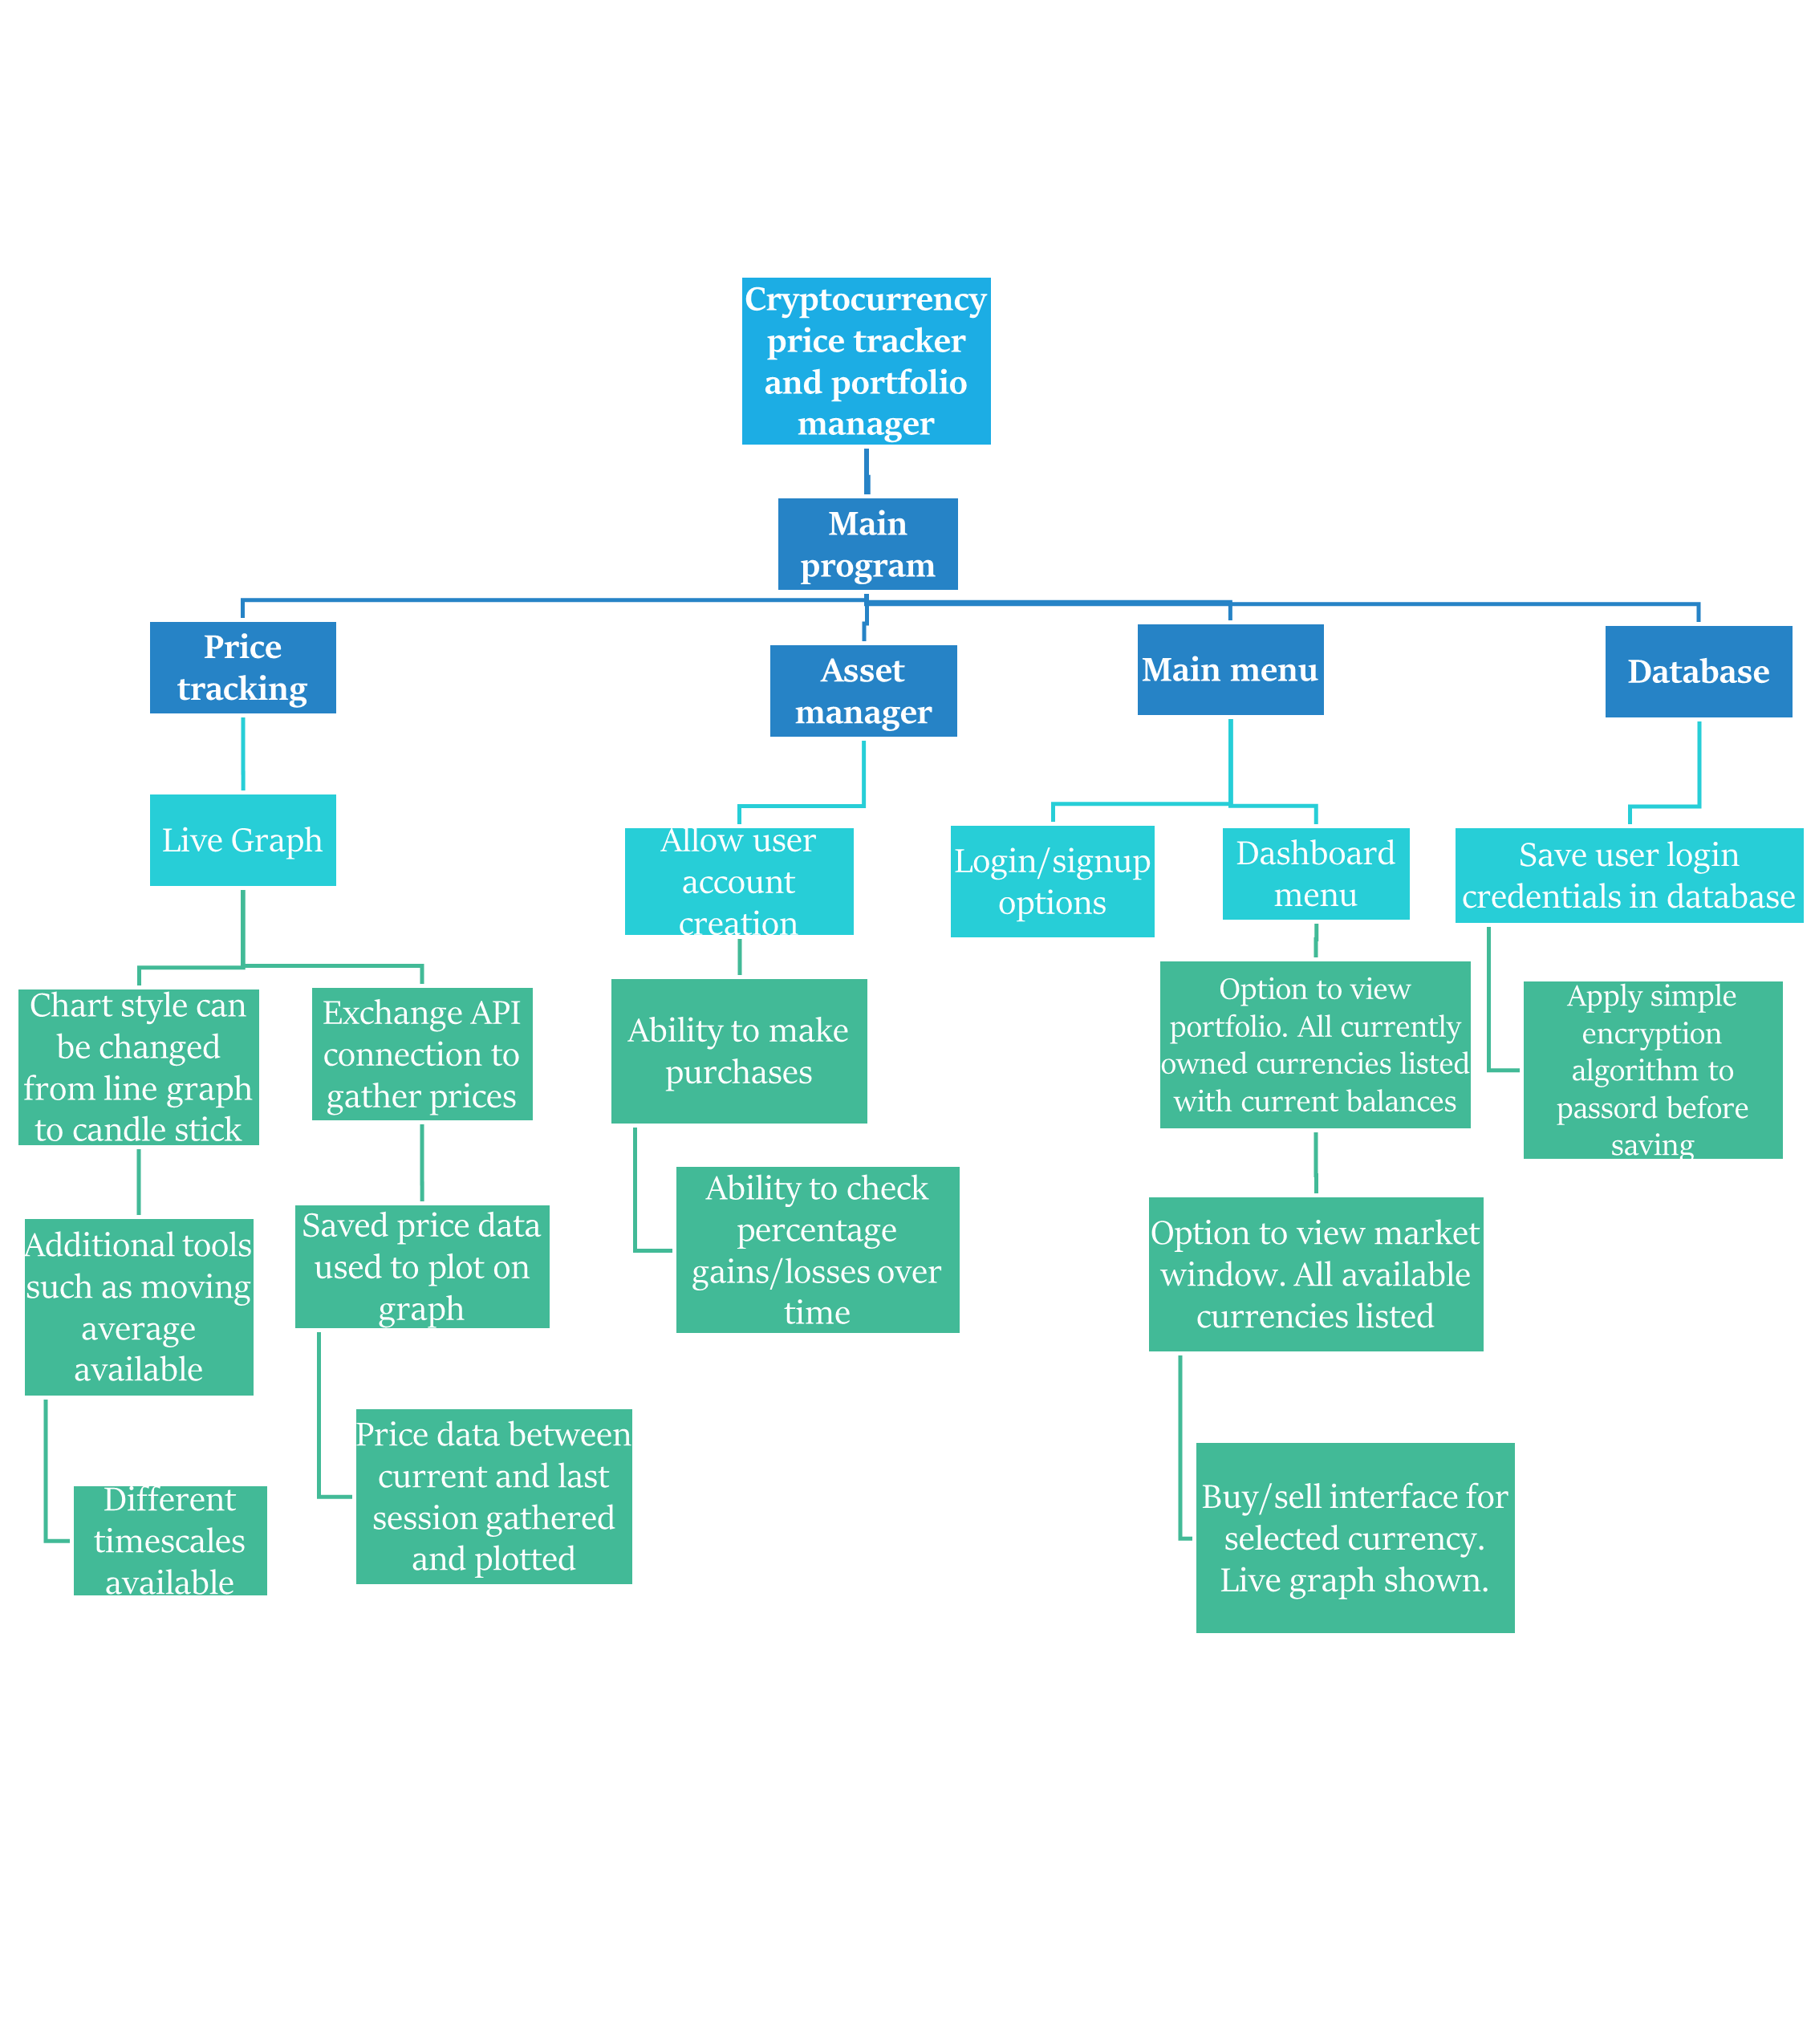 Cryptocurrency
price tracker
and portfolio
manager
Main
program
Price
tracking
Asset
manager
Main menu
Database
Live Graph
Allow user
account
creation
Login/signup
options
Dashboard
menu
Save user login
credentials in database
Chart style can
be changed
from line graph
to candle stick
Exchange API
connection to
gather prices
Ability to make
purchases
Option to view
portfolio. All currently
owned currencies listed
with current balances
Apply simple
encryption
algorithm to
passord before
saving
Additional tools
such as moving
average
available
Saved price data
used to plot on
graph
Ability to check
percentage
gains/losses over
time
Option to view market
window. All available
currencies listed
Different
timescales
available
Price data between
current and last
session gathered
and plotted
Buy/sell interface for
selected currency.
Live graph shown.